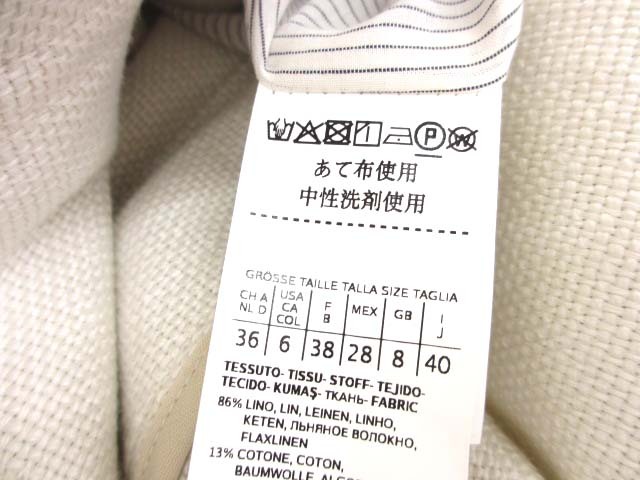 P W
あて布使用
中性洗剤使用
GRÖSSE TAILLE TALLA SIZE TAGLIA
CH A NL D USA CA COL F B MEX GB I J
36 6 38 28 8 40
TESSUTO- TISSU- STOFF- TEJIDO-
TECIDO- KUMAŞ- ТКАНЬ- FABRIC
86% LINO, LIN, LEINEN, LINHO,
KETEN, ЛЬНЯНОЕ ВОЛОКНО,
FLAXLINEN
13% COTONE, COTON,
BAUMWOLLE,